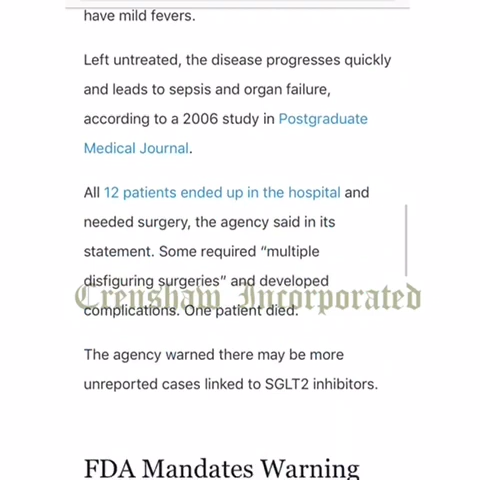 have mild fevers.
Left untreated, the disease progresses quickly
and leads to sepsis and organ failure,
according to a 2006 study in Postgraduate
Medical Journal.
All 12 patients ended up in the hospital and
needed surgery, the agency said in its
statement. Some required “multiple
disfiguring surgeries” and developed
Crenshaw Incorporated
complications. One patient died.
The agency warned there may be more
unreported cases linked to SGLT2 inhibitors.
FDA Mandates Warning